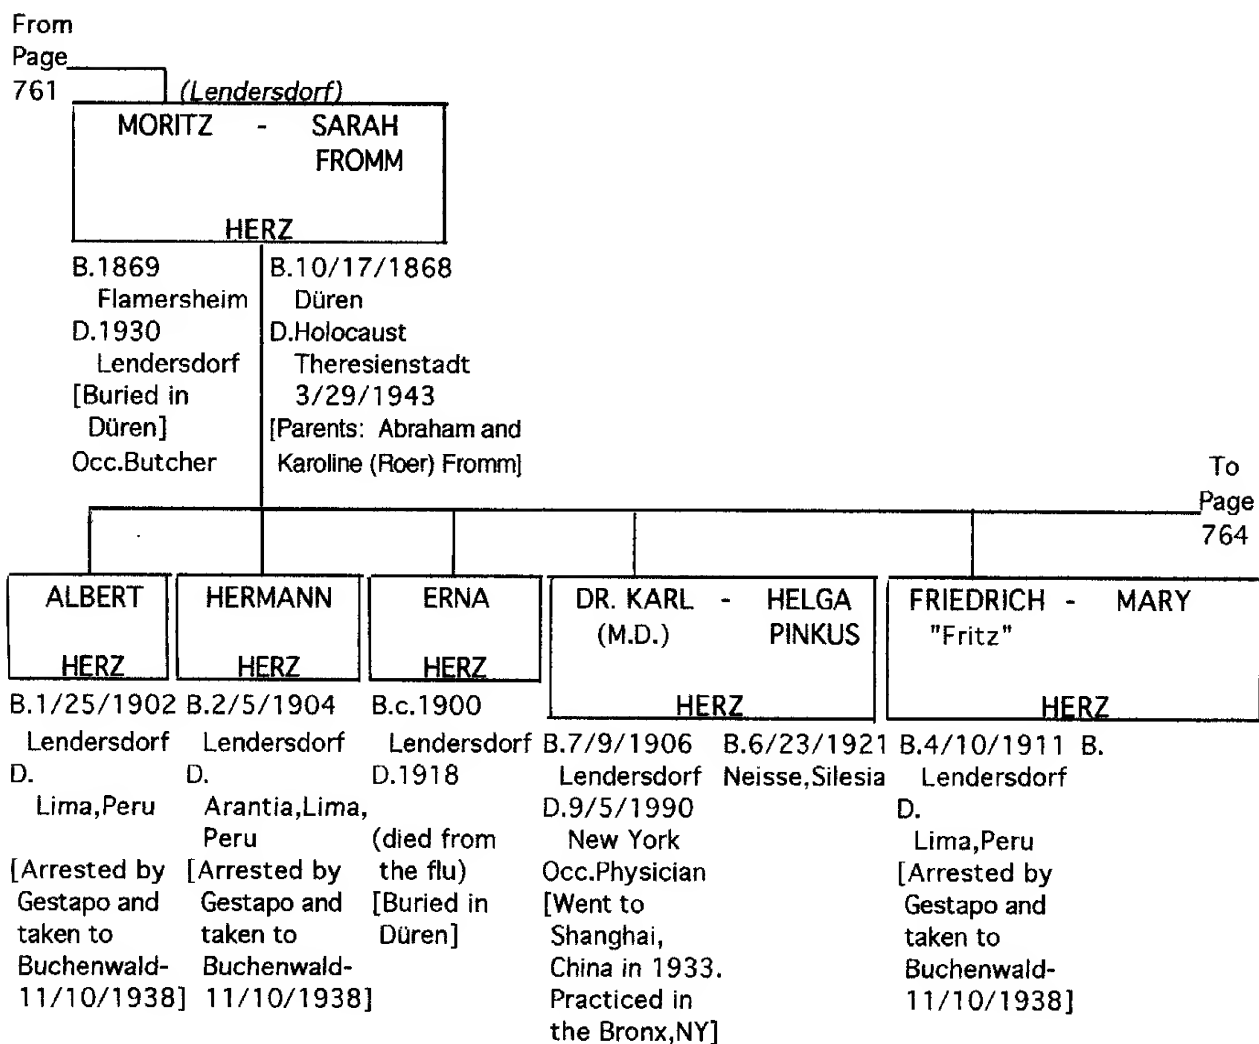 From
Page
761
(Lendersdorf)
MORITZ - SARAH
FROMM
HERZ
B.1869
Flamersheim
D.1930
Lendersdorf
[Buried in
Düren]
Occ.Butcher
B.10/17/1868
Düren
D.Holocaust
Theresienstadt
3/29/1943
[Parents: Abraham and
Karoline (Roer) Fromm]
To
Page
764
ALBERT
HERZ
B.1/25/1902
Lendersdorf
D.
Lima,Peru
[Arrested by
Gestapo and
taken to
Buchenwald-
11/10/1938]
HERMANN
HERZ
B.2/5/1904
Lendersdorf
D.
Arantia,Lima,
Peru
[Arrested by
Gestapo and
taken to
Buchenwald-
11/10/1938]
ERNA
HERZ
B.c.1900
Lendersdorf
D.1918
(died from
the flu)
[Buried in
Düren]
DR. KARL - HELGA
(M.D.) PINKUS
HERZ
B.7/9/1906
Lendersdorf
D.9/5/1990
New York
Occ.Physician
[Went to
Shanghai,
China in 1933.
Practiced in
the Bronx,NY]
B.6/23/1921
Neisse,Silesia
FRIEDRICH - MARY
"Fritz"
HERZ
B.4/10/1911
Lendersdorf
D.
Lima,Peru
[Arrested by
Gestapo and
taken to
Buchenwald-
11/10/1938]
B.